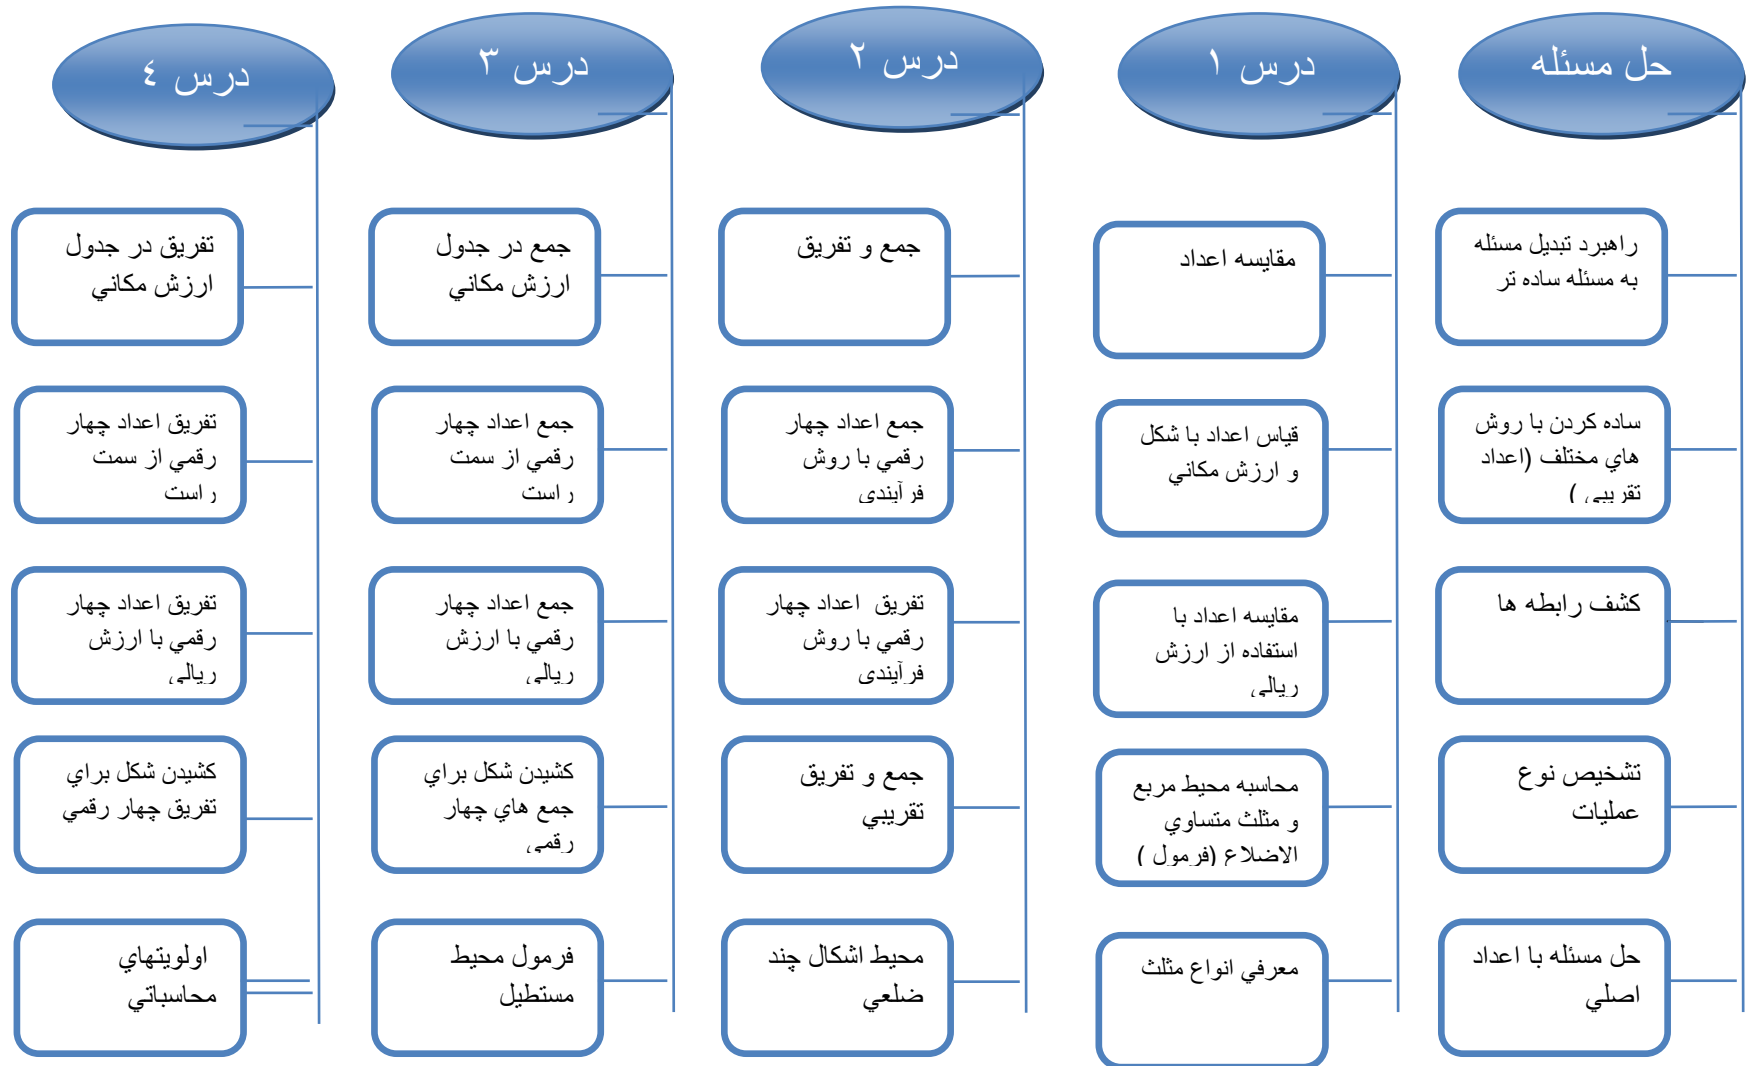 حل مسئله
راهبرد تبديل مسئله
به مسئله ساده تر
ساده كردن با روش
هاي مختلف (اعداد
تقريبي )
كشف رابطه ها
تشخيص نوع
عمليات
حل مسئله با اعداد
اصلي
درس ۱
مقايسه اعداد
قياس اعداد با شكل
و ارزش مكاني
مقايسه اعداد با
استفاده از ارزش
ريالي
محاسبه محيط مربع
و مثلث متساوي
الاضلاع (فرمول )
معرفي انواع مثلث
درس ۲
جمع و تفريق
جمع اعداد چهار
رقمي با روش
فرآيندي
تفريق اعداد چهار
رقمي با روش
فرآيندي
جمع و تفريق
تقريبي
محيط اشكال چند
ضلعي
درس ۳
جمع در جدول
ارزش مكاني
جمع اعداد چهار
رقمي از سمت
راست
جمع اعداد چهار
رقمي با ارزش
ريالي
كشيدن شكل براي
جمع هاي چهار
رقمي
فرمول محيط
مستطيل
درس ٤
تفريق در جدول
ارزش مكاني
تفريق اعداد چهار
رقمي از سمت
راست
تفريق اعداد چهار
رقمي با ارزش
ريالي
كشيدن شكل براي
تفريق چهار رقمي
اولويتهاي
محاسباتي